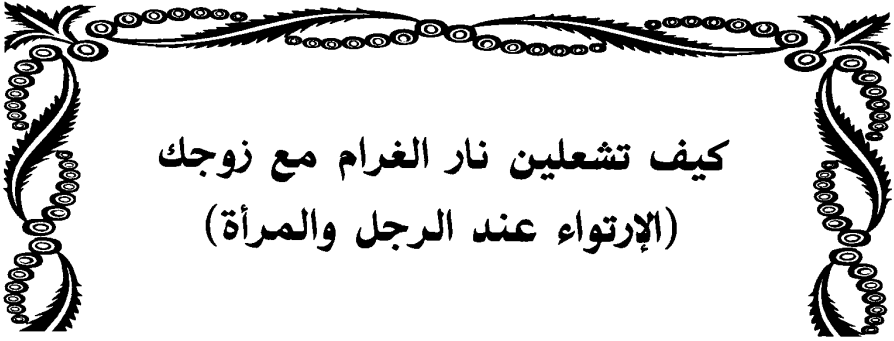 كيف تشعلين نار الغرام مع زوجك
(الإرتواء عند الرجل والمرأة)